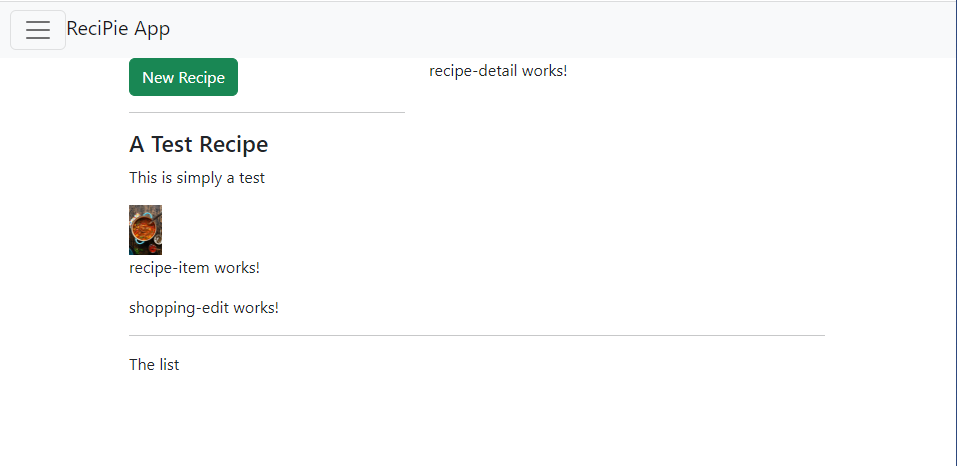 ReciPie App
New Recipe
recipe-detail works!
A Test Recipe
This is simply a test
recipe-item works!
shopping-edit works!
The list